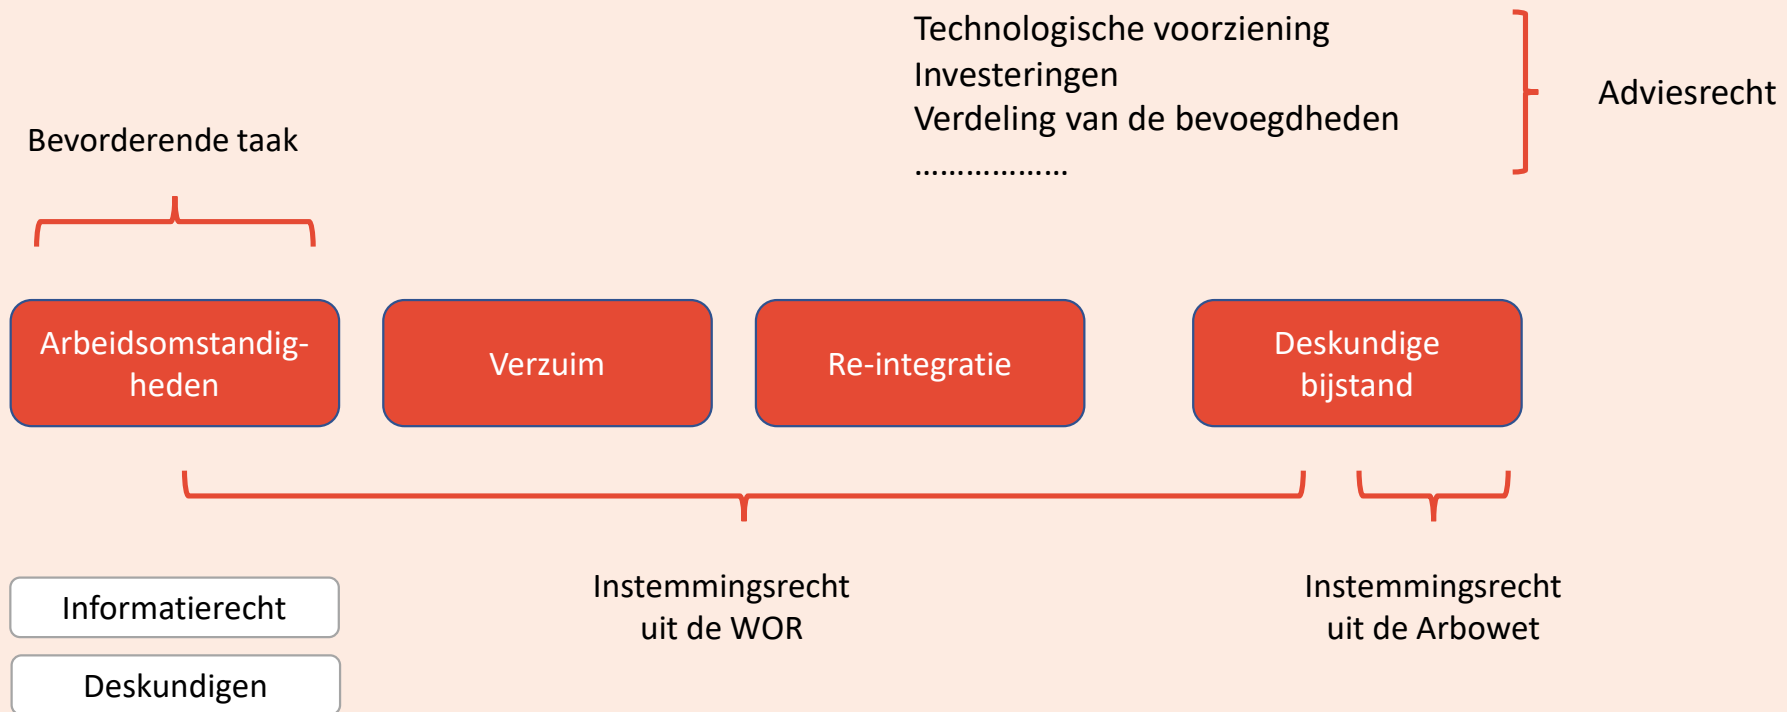 Technologische voorziening
Investeringen
Verdeling van de bevoegdheden
..................
Adviesrecht
Bevorderende taak
Arbeidsomstandig-
heden
Verzuim
Re-integratie
Deskundige
bijstand
Instemmingsrecht
uit de WOR
Instemmingsrecht
uit de Arbowet
Informatierecht
Deskundigen